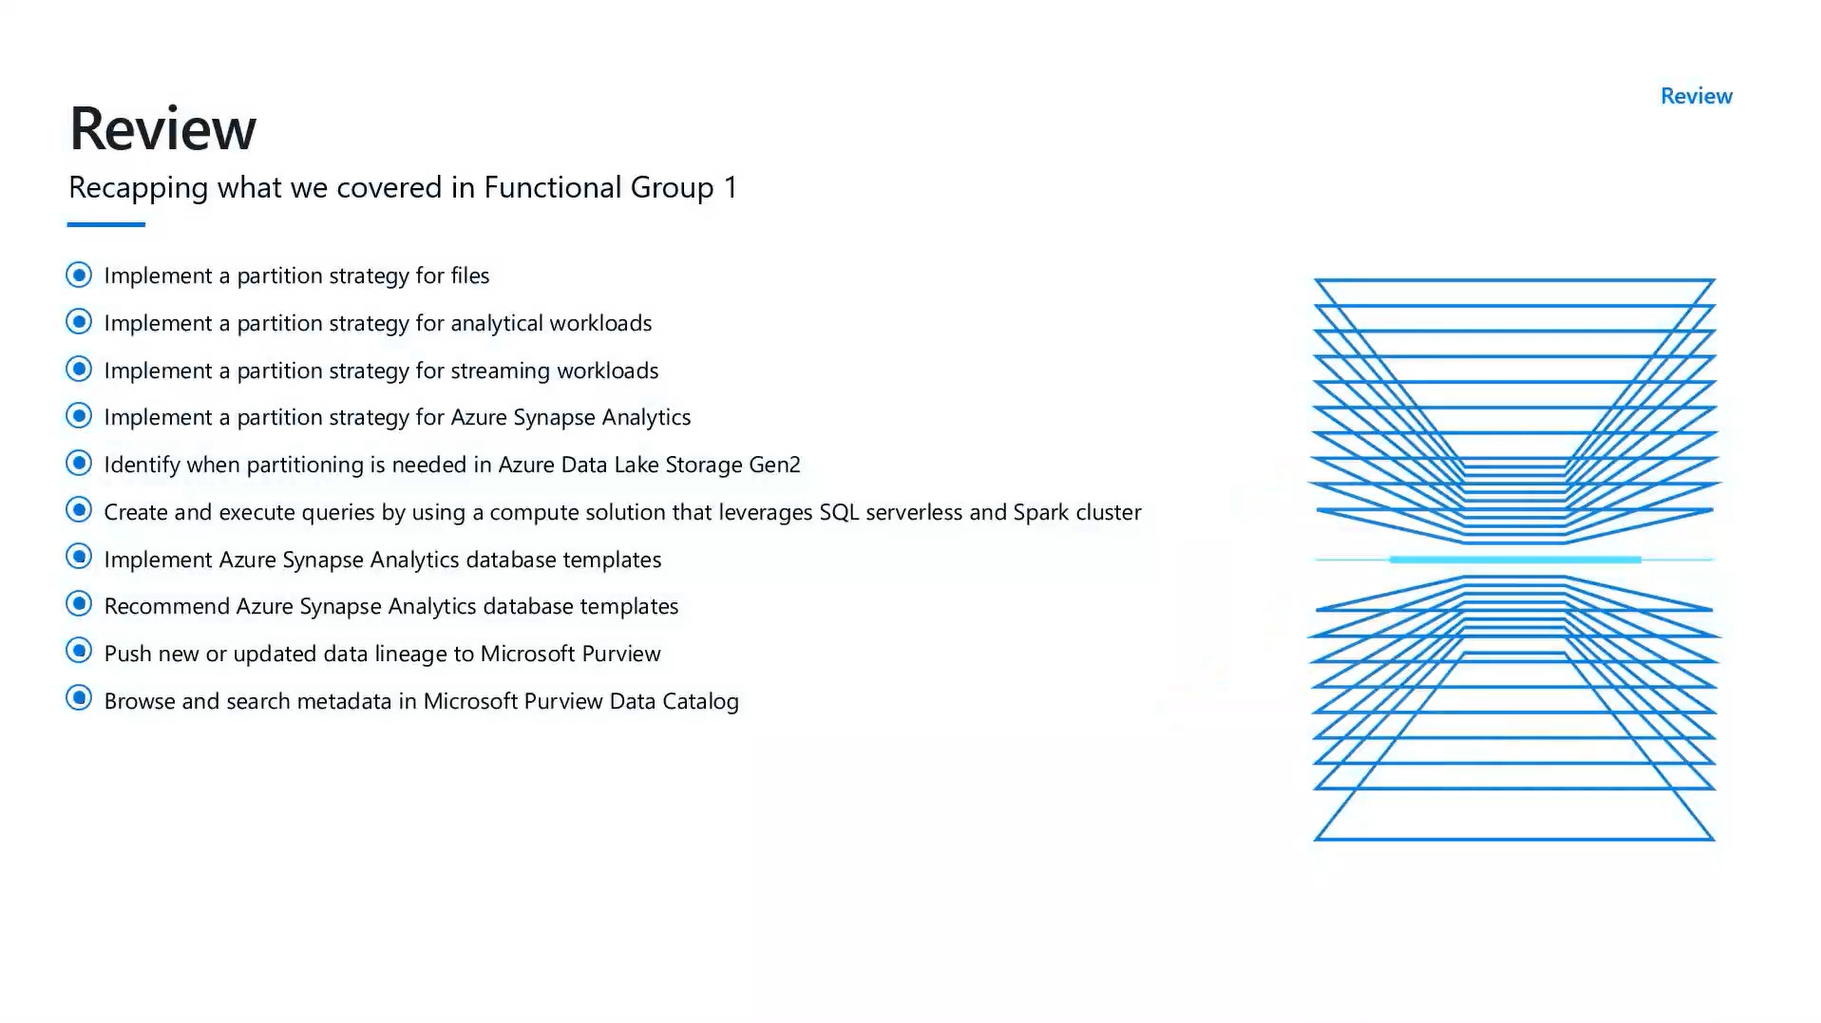 Review
Review
Recapping what we covered in Functional Group 1
Implement a partition strategy for files
Implement a partition strategy for analytical workloads
Implement a partition strategy for streaming workloads
Implement a partition strategy for Azure Synapse Analytics
Identify when partitioning is needed in Azure Data Lake Storage Gen2
Create and execute queries by using a compute solution that leverages SQL serverless and Spark cluster
Implement Azure Synapse Analytics database templates
Recommend Azure Synapse Analytics database templates
Push new or updated data lineage to Microsoft Purview
Browse and search metadata in Microsoft Purview Data Catalog